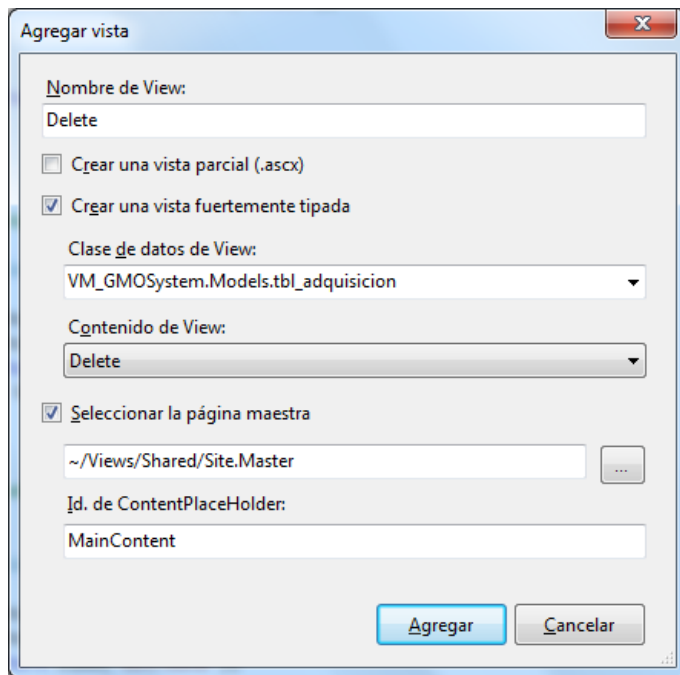 Agregar vista
Nombre de View:
Delete
Crear una vista parcial (.ascx)
Crear una vista fuertemente tipada
Clase de datos de View:
VM_GMOSystem.Models.tbl_adquisicion
Contenido de View:
Delete
Seleccionar la página maestra
~/Views/Shared/Site.Master
...
Id. de ContentPlaceHolder:
MainContent
Agregar
Cancelar